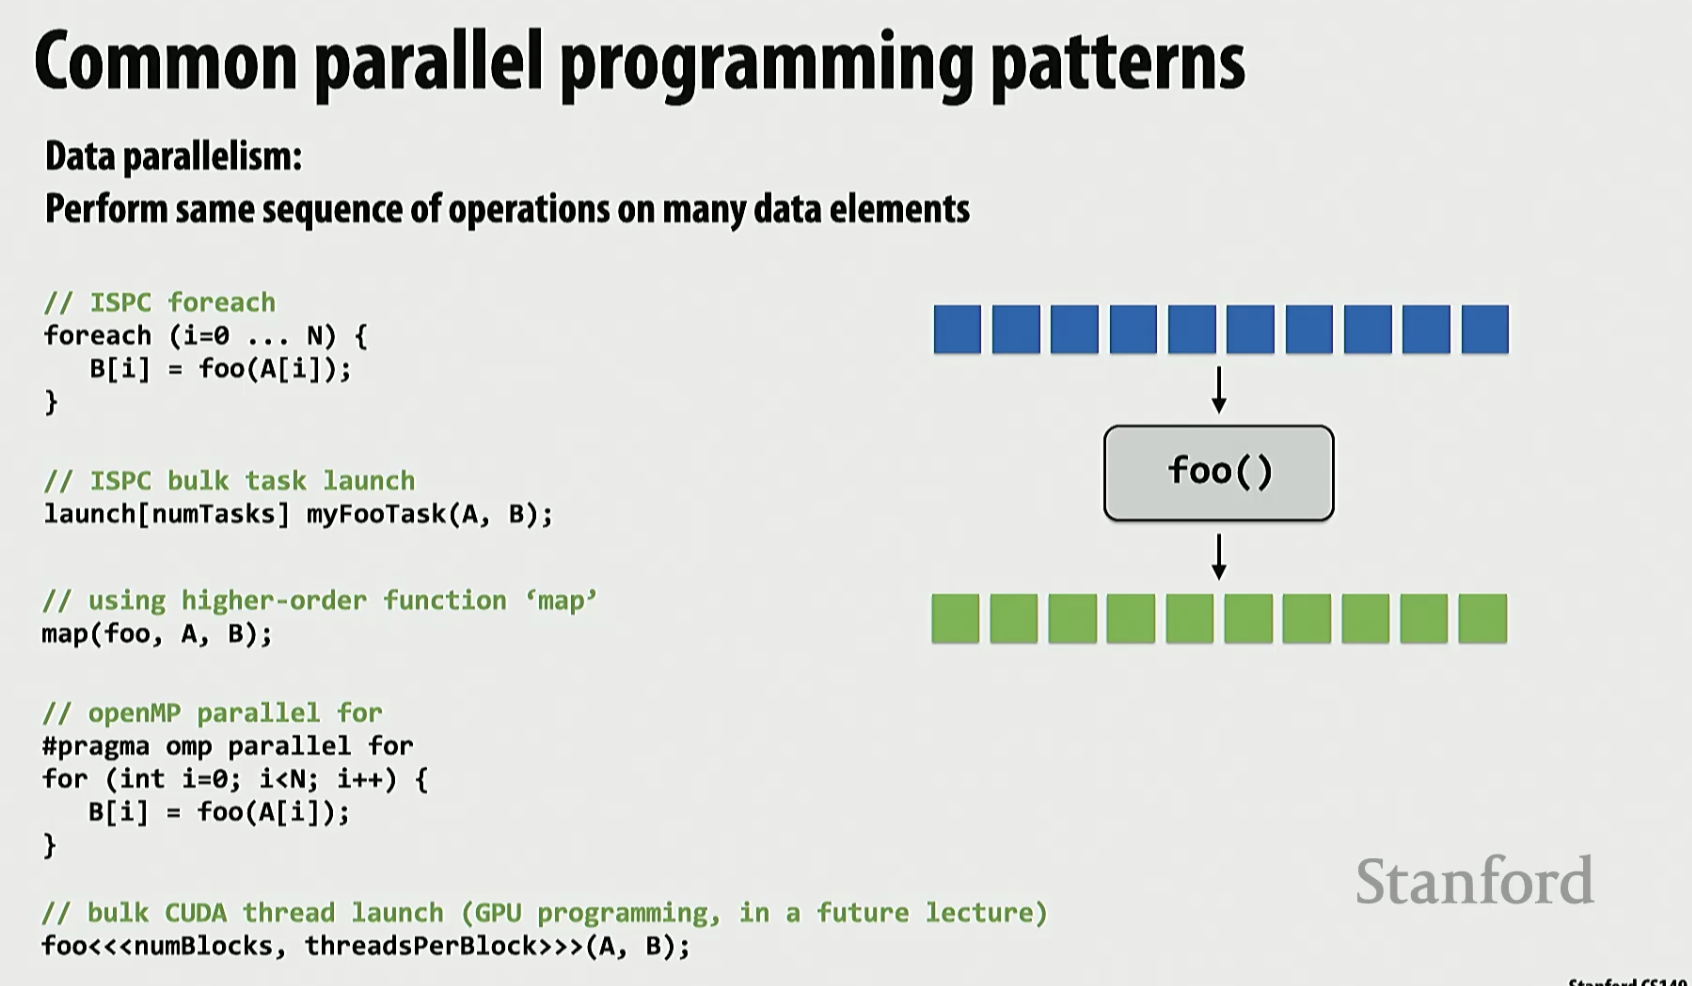 Common parallel programming patterns
Data parallelism:
Perform same sequence of operations on many data elements
// ISPC foreach
foreach (i=0 ... N) {
   B[i] = foo(A[i]);
}
// ISPC bulk task launch
launch[numTasks] myFooTask(A, B);
// using higher-order function ‘map’
map(foo, A, B);
// openMP parallel for
#pragma omp parallel for
for (int i=0; i<N; i++) {
   B[i] = foo(A[i]);
}
// bulk CUDA thread launch (GPU programming, in a future lecture)
foo<<<numBlocks, threadsPerBlock>>>(A, B);
foo()
Stanford
Stanford CS149